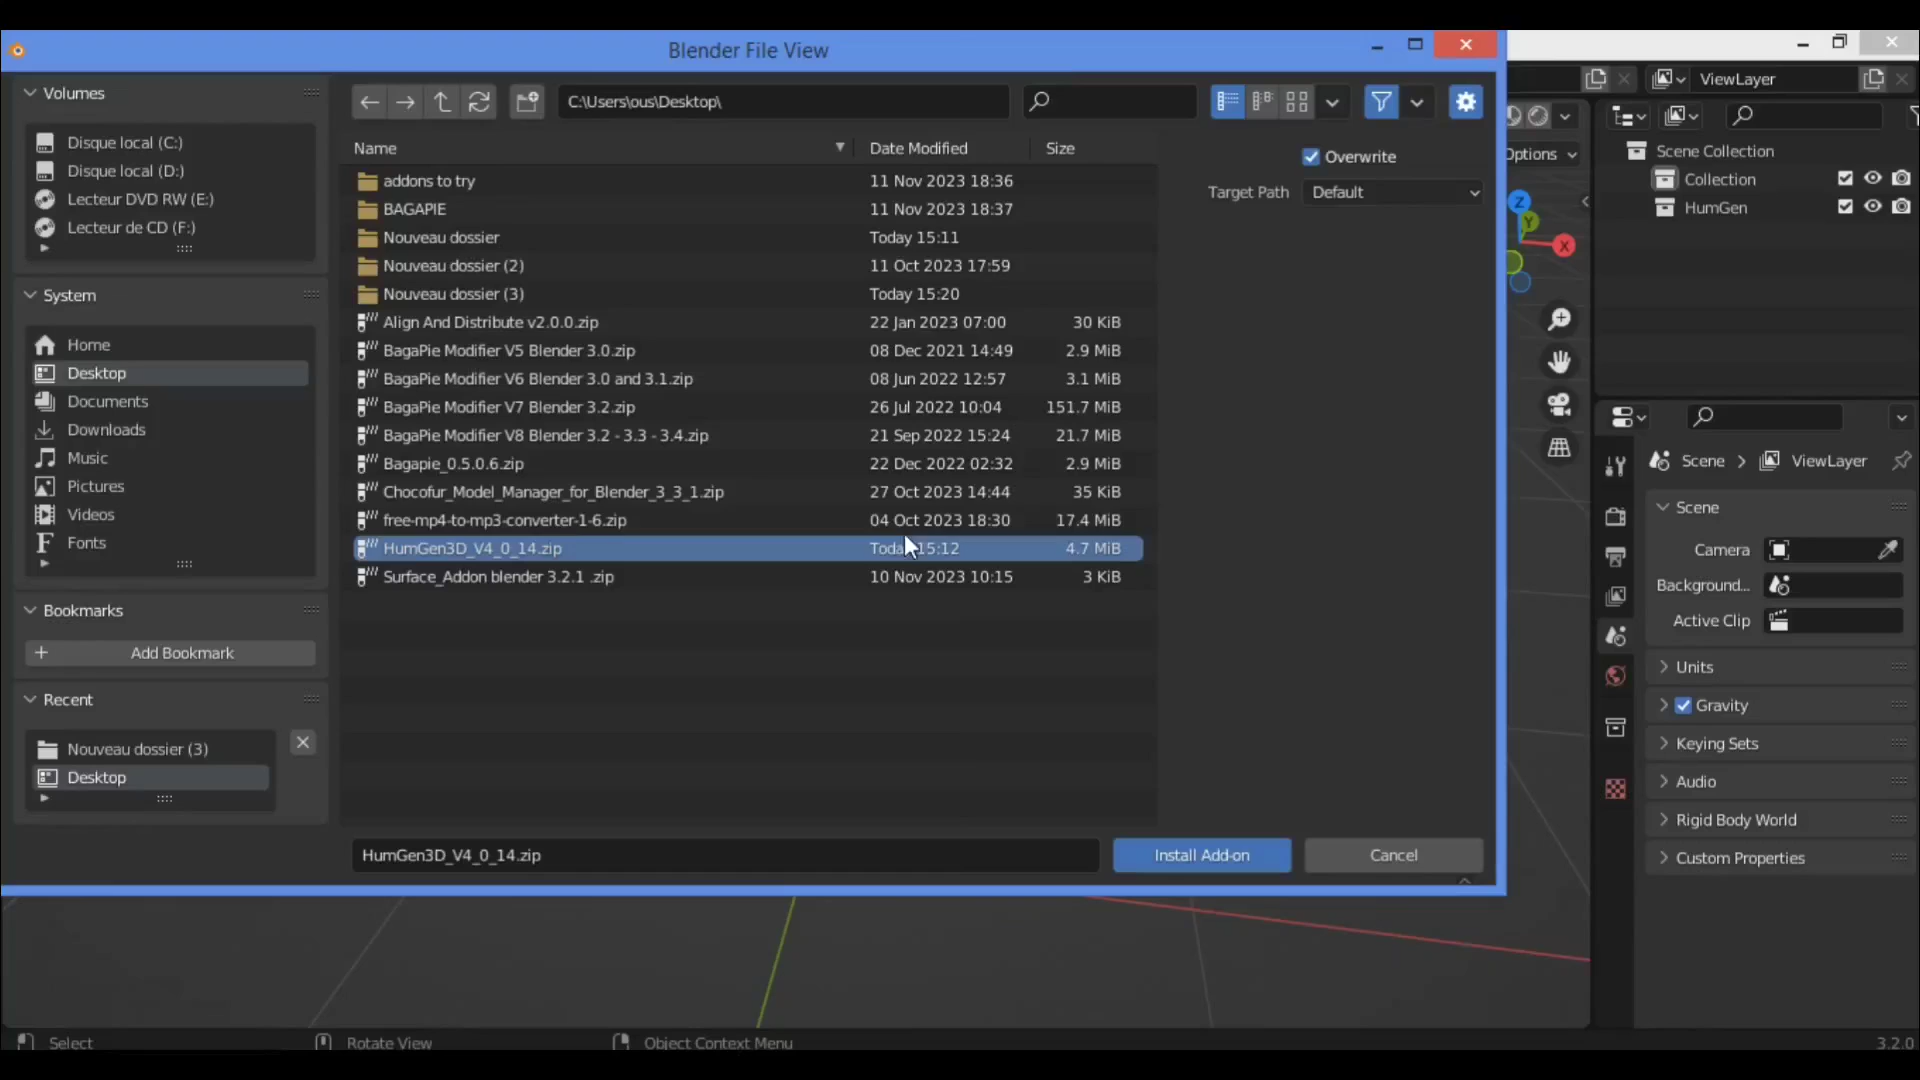 Blender File View
ViewLayer
Volumes
C:\Users\ous\Desktop\
Disque local (C:)
Disque local (D:)
Lecteur DVD RW (E:)
Lecteur de CD (F:)
System
Home
Desktop
Documents
Downloads
Music
Pictures
Videos
Fonts
Bookmarks
Add Bookmark
Recent
Nouveau dossier (3)
Desktop
Name Date Modified Size
addons to try 11 Nov 2023 18:36
BAGAPIE 11 Nov 2023 18:37
Nouveau dossier Today 15:11
Nouveau dossier (2) 11 Oct 2023 17:59
Nouveau dossier (3) Today 15:20
Align And Distribute v2.0.0.zip 22 Jan 2023 07:00 30 KiB
BagaPie Modifier V5 Blender 3.0.zip 08 Dec 2021 14:49 2.9 MiB
BagaPie Modifier V6 Blender 3.0 and 3.1.zip 08 Jun 2022 12:57 3.1 MiB
BagaPie Modifier V7 Blender 3.2.zip 26 Jul 2022 10:04 151.7 MiB
BagaPie Modifier V8 Blender 3.2 - 3.3 - 3.4.zip 21 Sep 2022 15:24 21.7 MiB
Bagapie_0.5.0.6.zip 22 Dec 2022 02:32 2.9 MiB
Chocofur_Model_Manager_for_Blender_3_3_1.zip 27 Oct 2023 14:44 35 KiB
free-mp4-to-mp3-converter-1-6.zip 04 Oct 2023 18:30 17.4 MiB
HumGen3D_V4_0_14.zip Today 15:12 4.7 MiB
Surface_Addon blender 3.2.1 .zip 10 Nov 2023 10:15 3 KiB
Overwrite
Target Path Default
HumGen3D_V4_0_14.zip Install Add-on Cancel
Options
Z
Y
X
Scene Collection
Collection
HumGen
Scene > ViewLayer
Scene
Camera
Background...
Active Clip
Units
Gravity
Keying Sets
Audio
Rigid Body World
Custom Properties
Select Rotate View Object Context Menu 3.2.0